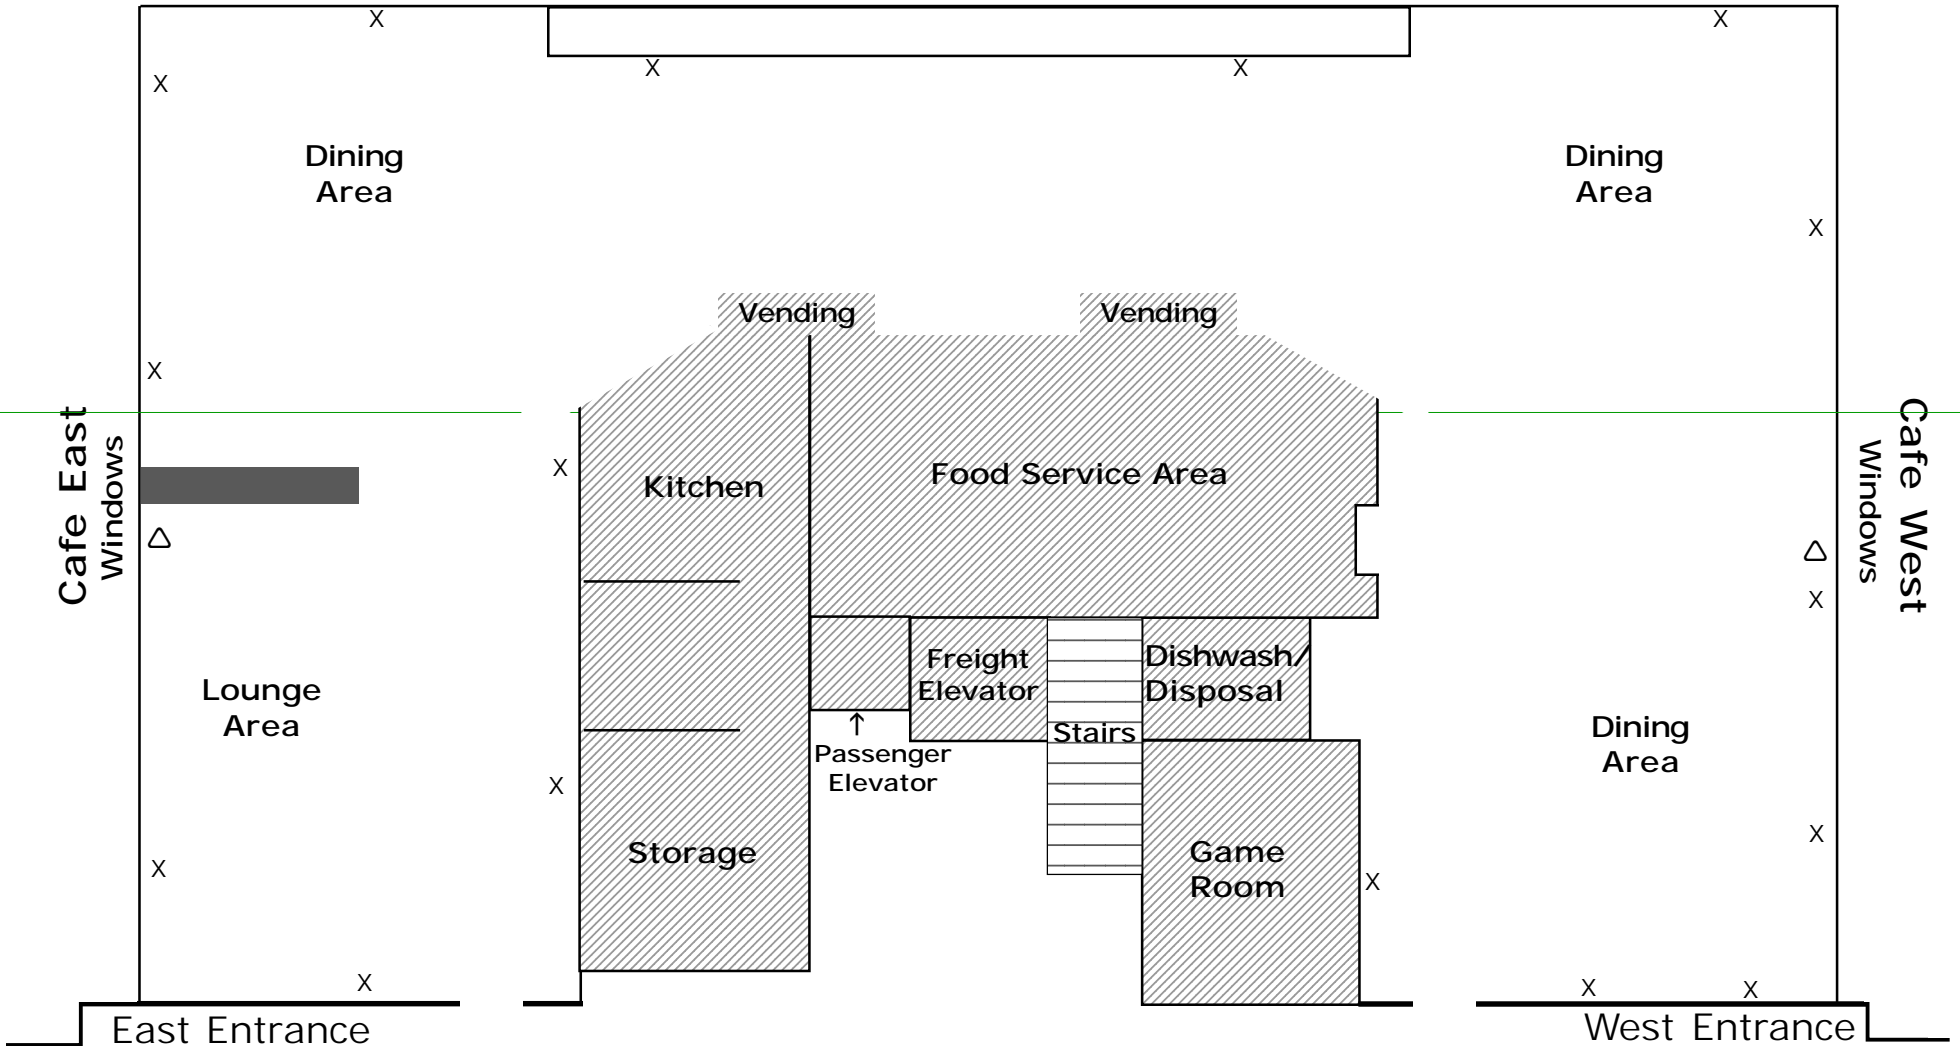 X
X
X
X
X
Dining
Area
Dining
Area
X
Vending
Vending
X
Cafe East
Windows
Cafe West
Windows
X
Kitchen
Food Service Area
X
Freight
Elevator
Dishwash/
Disposal
Lounge
Area
Stairs
Passenger
Elevator
Dining
Area
X
X
Storage
Game
Room
X
X
X
X
X
East Entrance
West Entrance